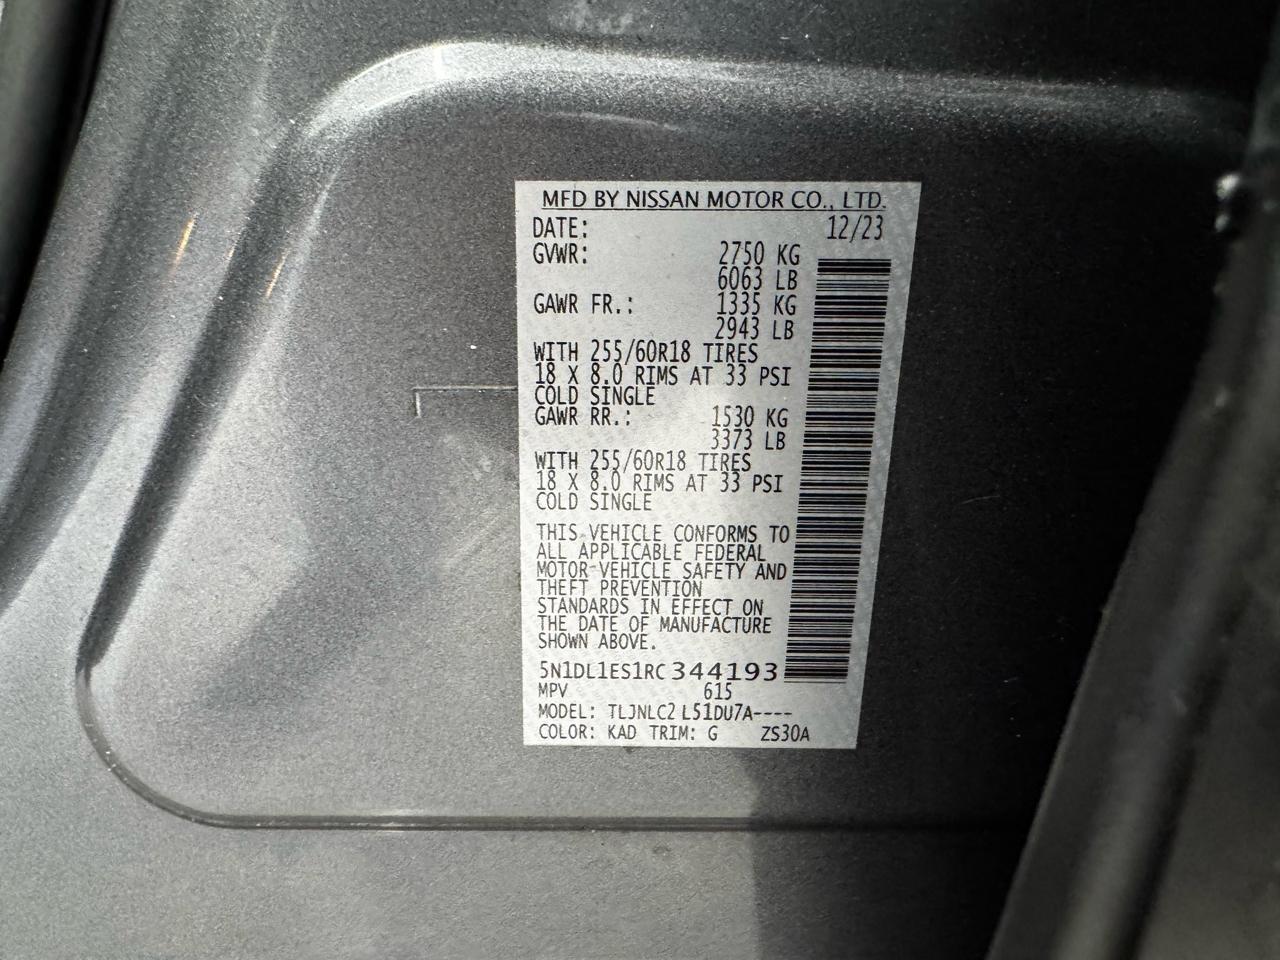 MFD BY NISSAN MOTOR CO., LTD.
DATE: 12/23
GVWR: 2750 KG
6063 LB
GAWR FR.: 1335 KG
2943 LB
WITH 255/60R18 TIRES
18 X 8.0 RIMS AT 33 PSI
COLD SINGLE
GAWR RR.: 1530 KG
3373 LB
WITH 255/60R18 TIRES
18 X 8.0 RIMS AT 33 PSI
COLD SINGLE
THIS VEHICLE CONFORMS TO
ALL APPLICABLE FEDERAL
MOTOR-VEHICLE SAFETY AND
THEFT PREVENTION
STANDARDS IN EFFECT ON
THE DATE OF MANUFACTURE
SHOWN ABOVE.
5N1DL1ES1RC344193
MPV 615
MODEL: TLJNLC2 L51DU7A----
COLOR: KAD TRIM: G ZS30A